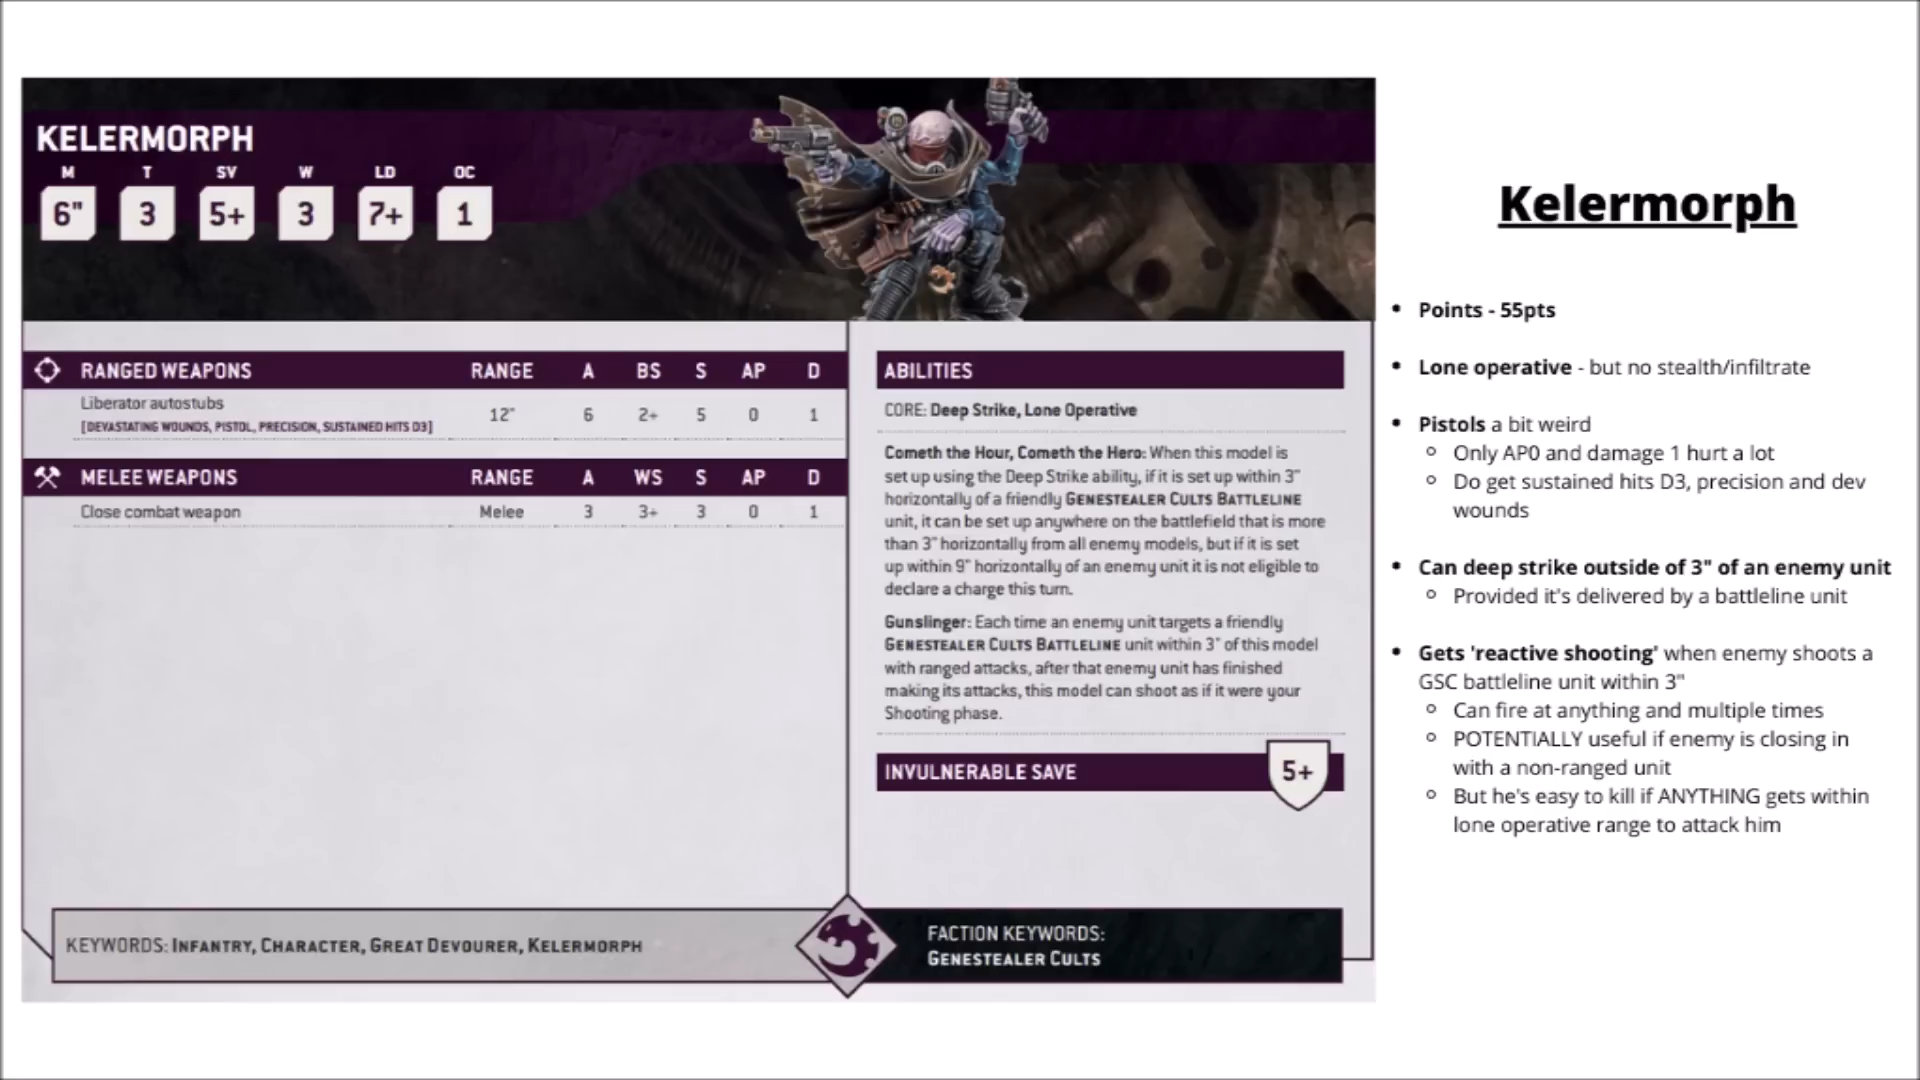 KELERMORPH
M T SV W LD OC
6" 3 5+ 3 7+ 1
RANGED WEAPONS RANGE A BS S AP D
Liberator autostubs
[DEVASTATING WOUNDS, PISTOL, PRECISION, SUSTAINED HITS D3]
12" 6 2+ 5 0 1
MELEE WEAPONS RANGE A WS S AP D
Close combat weapon Melee 3 3+ 3 0 1
ABILITIES
CORE: Deep Strike, Lone Operative
Cometh the Hour, Cometh the Hero: When this model is
set up using the Deep Strike ability, if it is set up within 3"
horizontally of a friendly GENESTEALER CULTS BATTLELINE
unit, it can be set up anywhere on the battlefield that is more
than 3" horizontally from all enemy models, but if it is set
up within 9" horizontally of an enemy unit it is not eligible to
declare a charge this turn.
Gunslinger: Each time an enemy unit targets a friendly
GENESTEALER CULTS BATTLELINE unit within 3" of this model
with ranged attacks, after that enemy unit has finished
making its attacks, this model can shoot as if it were your
Shooting phase.
INVULNERABLE SAVE 5+
KEYWORDS: INFANTRY, CHARACTER, GREAT DEVOURER, KELERMORPH
FACTION KEYWORDS:
GENESTEALER CULTS
Kelermorph
• Points - 55pts
• Lone operative - but no stealth/infiltrate
• Pistols a bit weird
○ Only AP0 and damage 1 hurt a lot
○ Do get sustained hits D3, precision and dev
wounds
• Can deep strike outside of 3" of an enemy unit
○ Provided it's delivered by a battleline unit
• Gets 'reactive shooting' when enemy shoots a
GSC battleline unit within 3"
○ Can fire at anything and multiple times
○ POTENTIALLY useful if enemy is closing in
with a non-ranged unit
○ But he's easy to kill if ANYTHING gets within
lone operative range to attack him